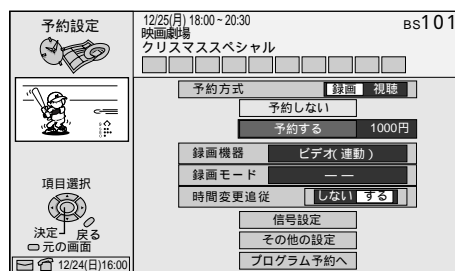 予約設定
12/25(月) 18:00~20:30
映画劇場
クリスマススペシャル
BS101
予約方式 録画 視聴
予約しない
予約する 1000円
録画機器 ビデオ(連動)
録画モード ――
時間変更追従 しない する
信号設定
その他の設定
プログラム予約へ
項目選択
決定 戻る
元の画面
12/24(日)16:00